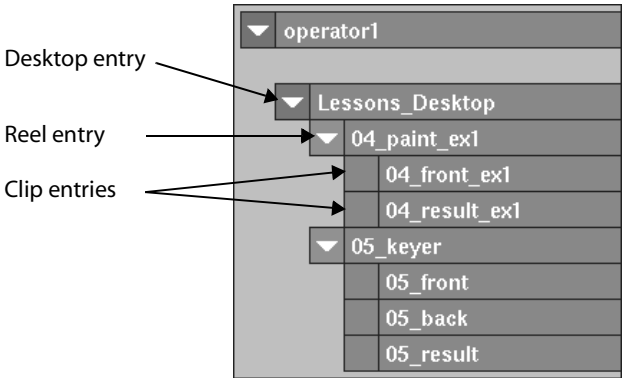 operator1
Desktop entry
Lessons_Desktop
Reel entry
04_paint_ex1
04_front_ex1
Clip entries
04_result_ex1
05_keyer
05_front
05_back
05_result